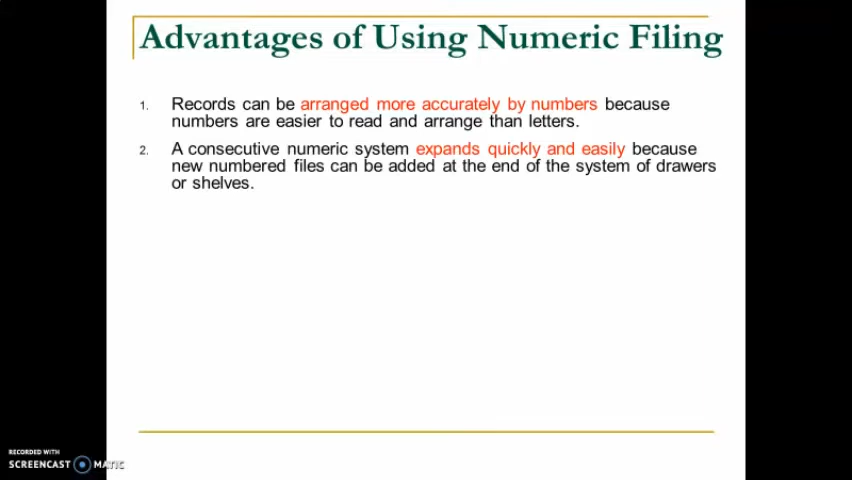 Advantages of Using Numeric Filing
1. Records can be arranged more accurately by numbers because
numbers are easier to read and arrange than letters.
2. A consecutive numeric system expands quickly and easily because
new numbered files can be added at the end of the system of drawers
or shelves.
RECORDED WITH
SCREENCAST MATIC